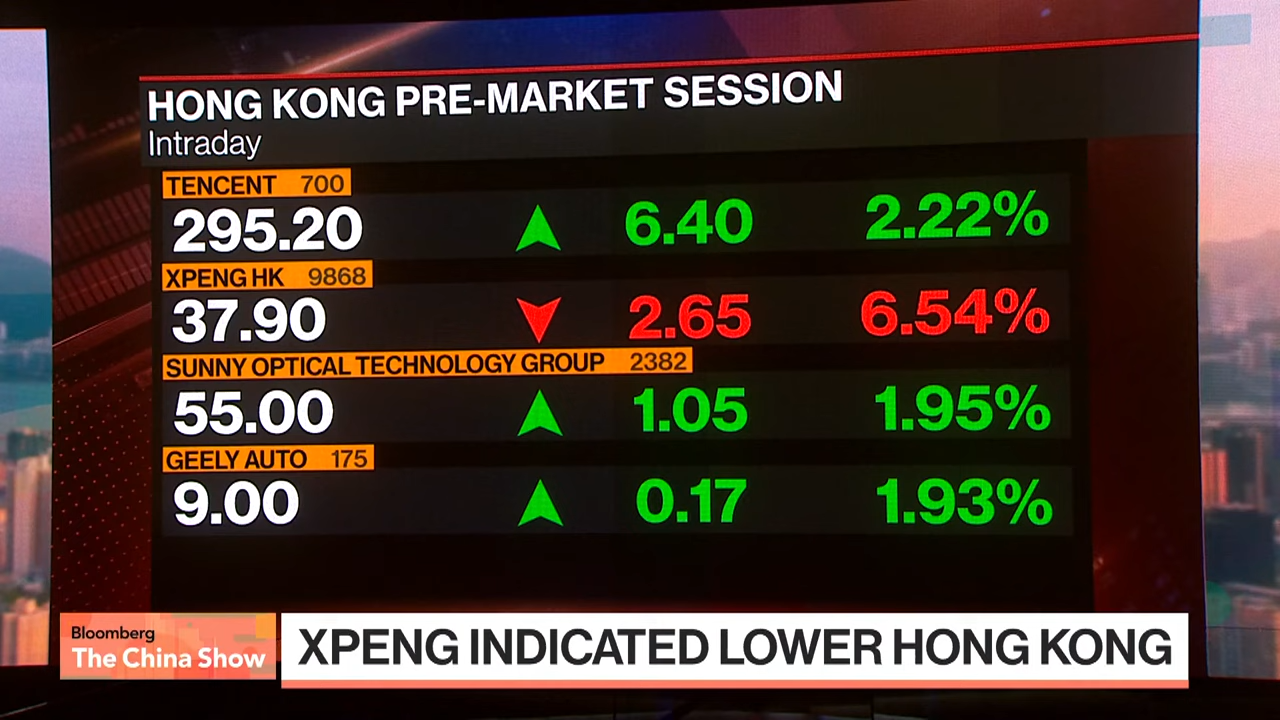 HONG KONG PRE-MARKET SESSION
Intraday
TENCENT 700
295.20 6.40 2.22%
XPENG HK 9868
37.90 2.65 6.54%
SUNNY OPTICAL TECHNOLOGY GROUP 2382
55.00 1.05 1.95%
GEELY AUTO 175
9.00 0.17 1.93%
Bloomberg
The China Show
XPENG INDICATED LOWER HONG KONG